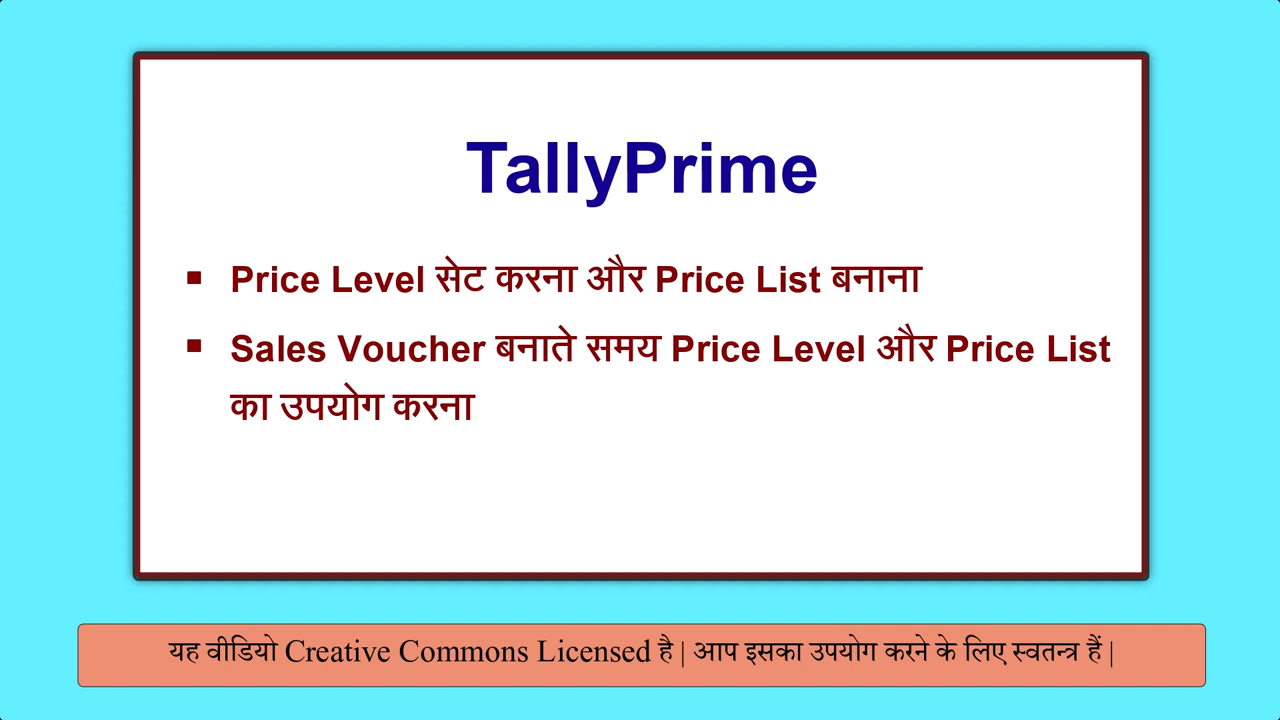 TallyPrime
▪ Price Level सेट करना और Price List बनाना
▪ Sales Voucher बनाते समय Price Level और Price List
का उपयोग करना
यह वीडियो Creative Commons Licensed है | आप इसका उपयोग करने के लिए स्वतन्त्र हैं |